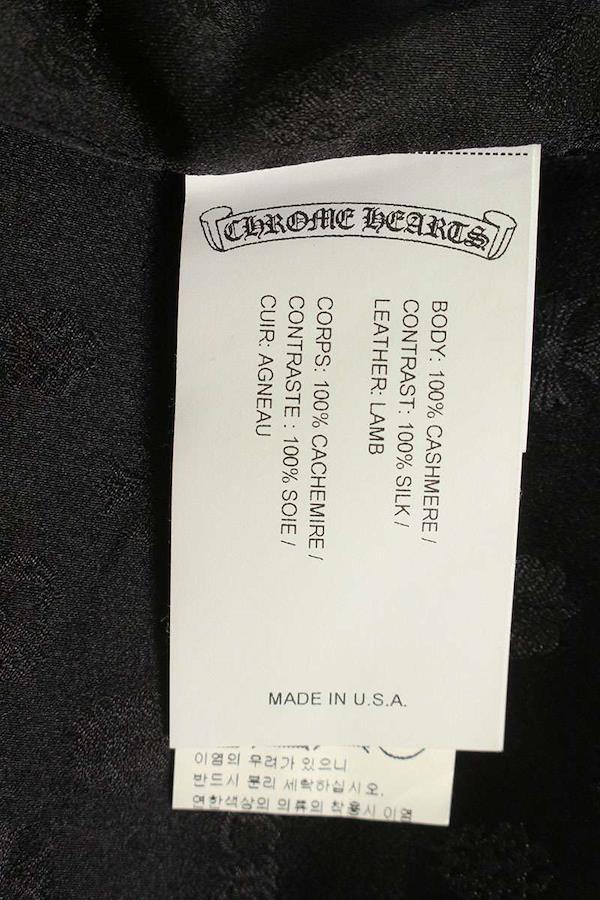 CHROME HEARTS
BODY: 100% CASHMERE /
CONTRAST: 100% SILK /
LEATHER: LAMB
CORPS: 100% CACHEMIRE /
CONTRASTE : 100% SOIE /
CUIR: AGNEAU
MADE IN U.S.A.
이염의 우려가 있으니
반드시 분리 세탁하십시오.
연한색상의 의류의 착용시 이염